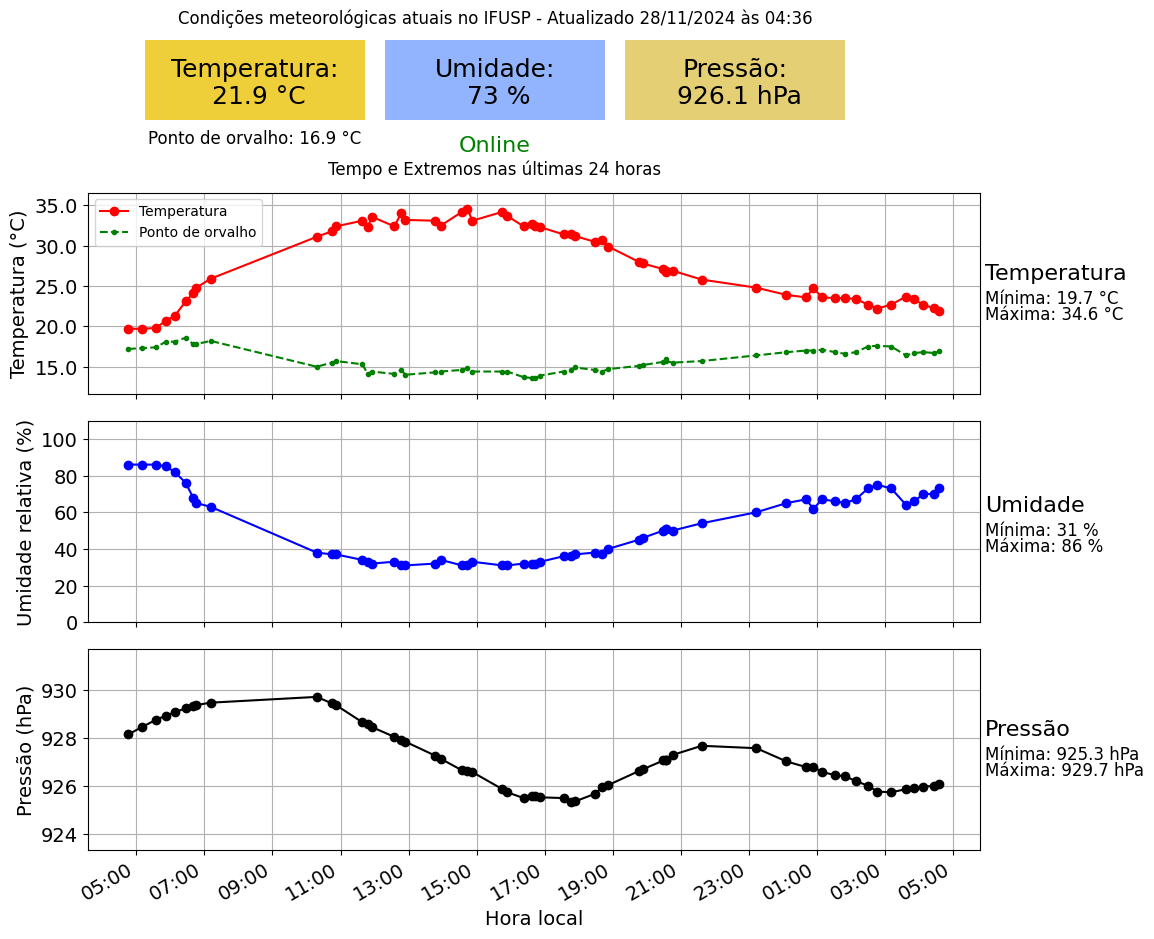 Condições meteorológicas atuais no IFUSP - Atualizado 28/11/2024 às 04:36
Temperatura:
21.9 °C
Umidade:
73 %
Pressão:
926.1 hPa
Ponto de orvalho: 16.9 °C
Online
Tempo e Extremos nas últimas 24 horas
Temperatura (°C)
35.0
30.0
25.0
20.0
15.0
Temperatura
Ponto de orvalho
Temperatura
Mínima: 19.7 °C
Máxima: 34.6 °C
Umidade relativa (%)
100
80
60
40
20
0
Umidade
Mínima: 31 %
Máxima: 86 %
Pressão (hPa)
930
928
926
924
Pressão
Mínima: 925.3 hPa
Máxima: 929.7 hPa
05:00 07:00 09:00 11:00 13:00 15:00 17:00 19:00 21:00 23:00 01:00 03:00 05:00
Hora local